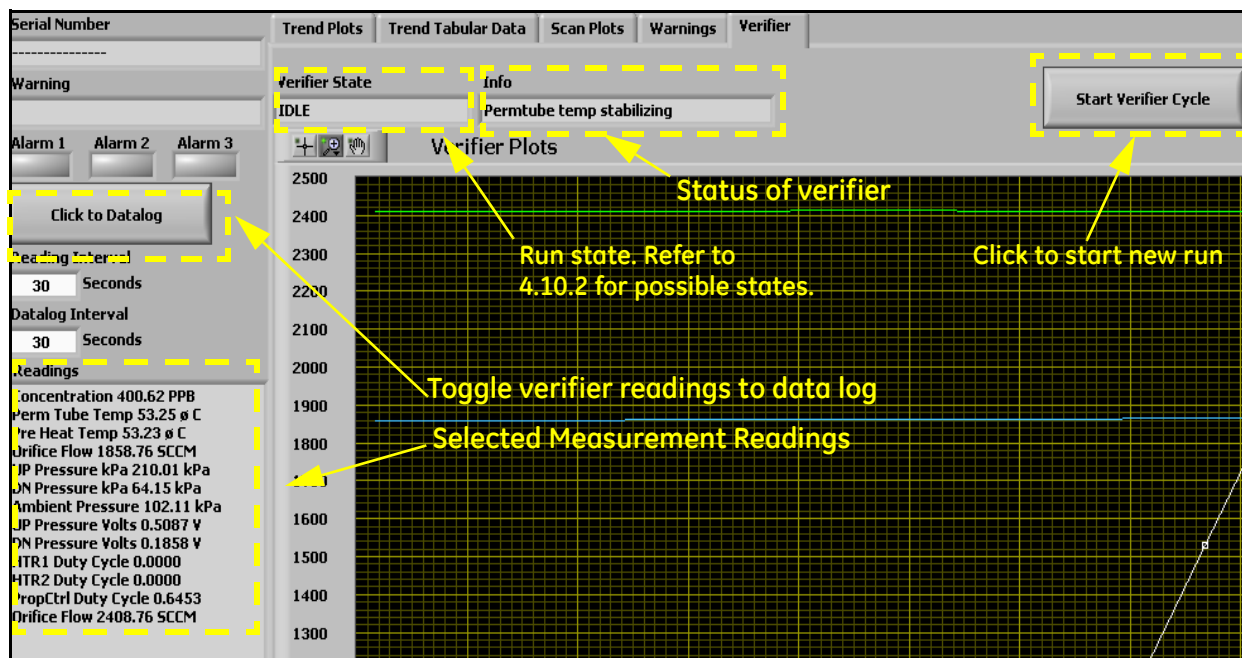 Serial Number
---------------
Warning
Alarm 1 Alarm 2 Alarm 3
Click to Datalog
Reading Interval
30 Seconds
Datalog Interval
30 Seconds
Readings
Concentration 400.62 PPB
Perm Tube Temp 53.25 ø C
Pre Heat Temp 53.23 ø C
Orifice Flow 1858.76 SCCM
UP Pressure kPa 210.01 kPa
DN Pressure kPa 64.15 kPa
Ambient Pressure 102.11 kPa
UP Pressure Volts 0.5087 V
DN Pressure Volts 0.1858 V
HTR1 Duty Cycle 0.0000
HTR2 Duty Cycle 0.0000
PropCtrl Duty Cycle 0.6453
Orifice Flow 2408.76 SCCM
Trend Plots Trend Tabular Data Scan Plots Warnings Verifier
Verifier State Info
IDLE Permtube temp stabilizing
Start Verifier Cycle
Verifier Plots
2500
2400
2300
2200
2100
2000
1900
1800
1700
1600
1500
1400
1300
Status of verifier
Run state. Refer to
4.10.2 for possible states.
Click to start new run
Toggle verifier readings to data log
Selected Measurement Readings